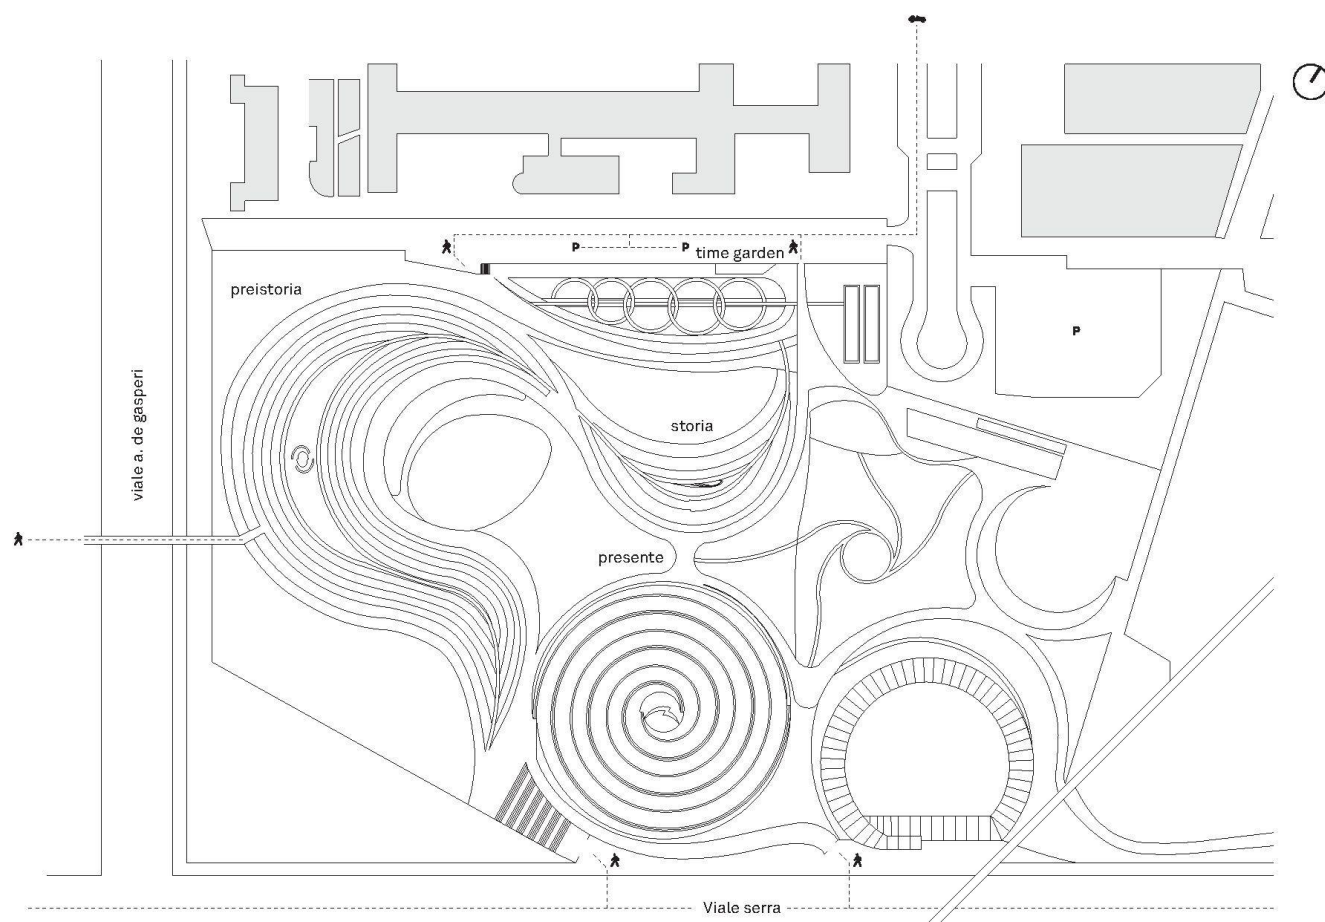 P
P
time garden
preistoria
P
viale a. de gasperi
storia
presente
Viale serra